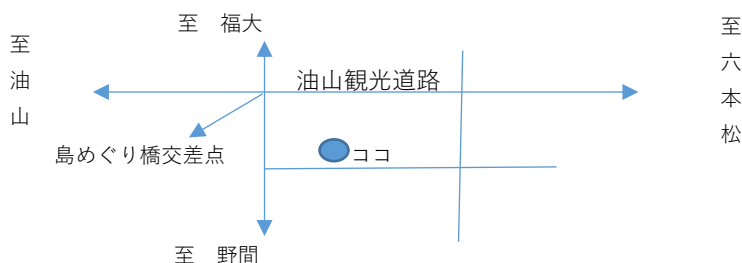 至　福大
至油山
至六本松
油山観光道路
島めぐり橋交差点
ココ
至　野間